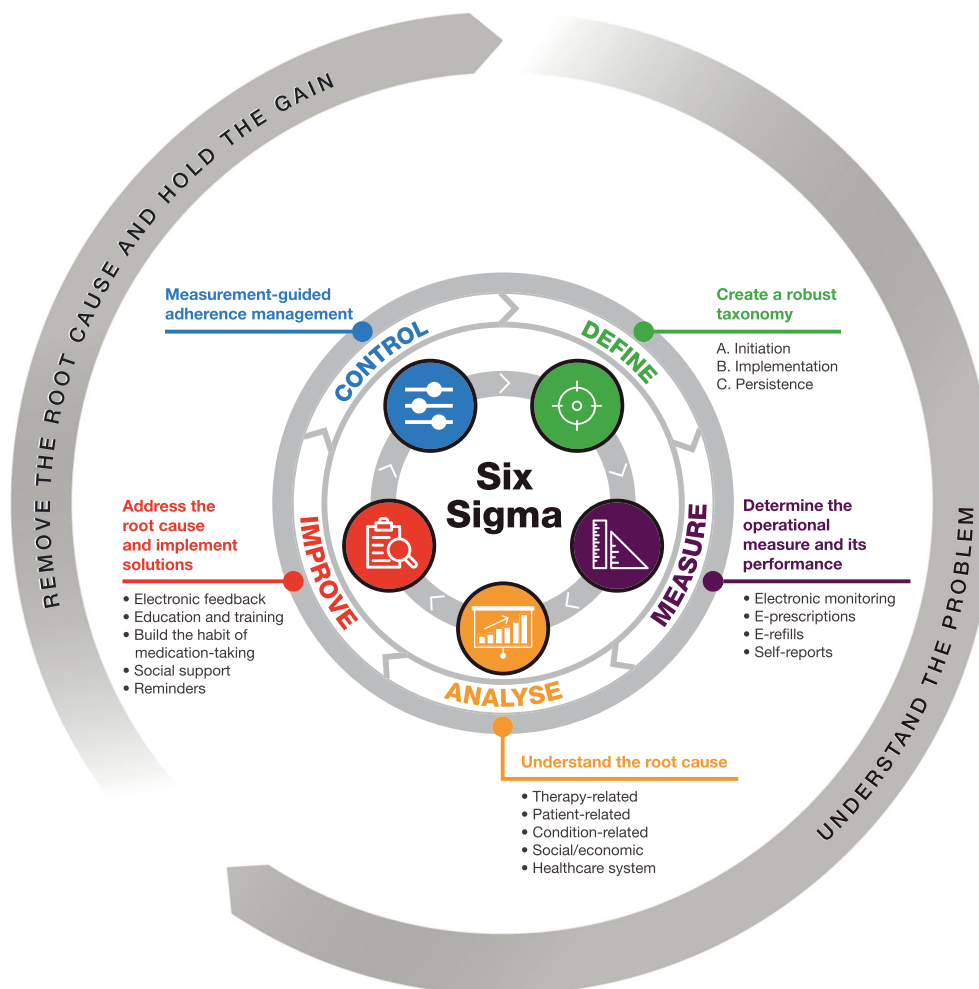 REMOVE THE ROOT CAUSE AND HOLD THE GAIN
UNDERSTAND THE PROBLEM
Six
Sigma
DEFINE
Create a robust
taxonomy
A. Initiation
B. Implementation
C. Persistence
MEASURE
Determine the
operational
measure and its
performance
• Electronic monitoring
• E-prescriptions
• E-refills
• Self-reports
ANALYSE
Understand the root cause
• Therapy-related
• Patient-related
• Condition-related
• Social/economic
• Healthcare system
IMPROVE
Address the
root cause
and implement
solutions
• Electronic feedback
• Education and training
• Build the habit of
medication-taking
• Social support
• Reminders
CONTROL
Measurement-guided
adherence management